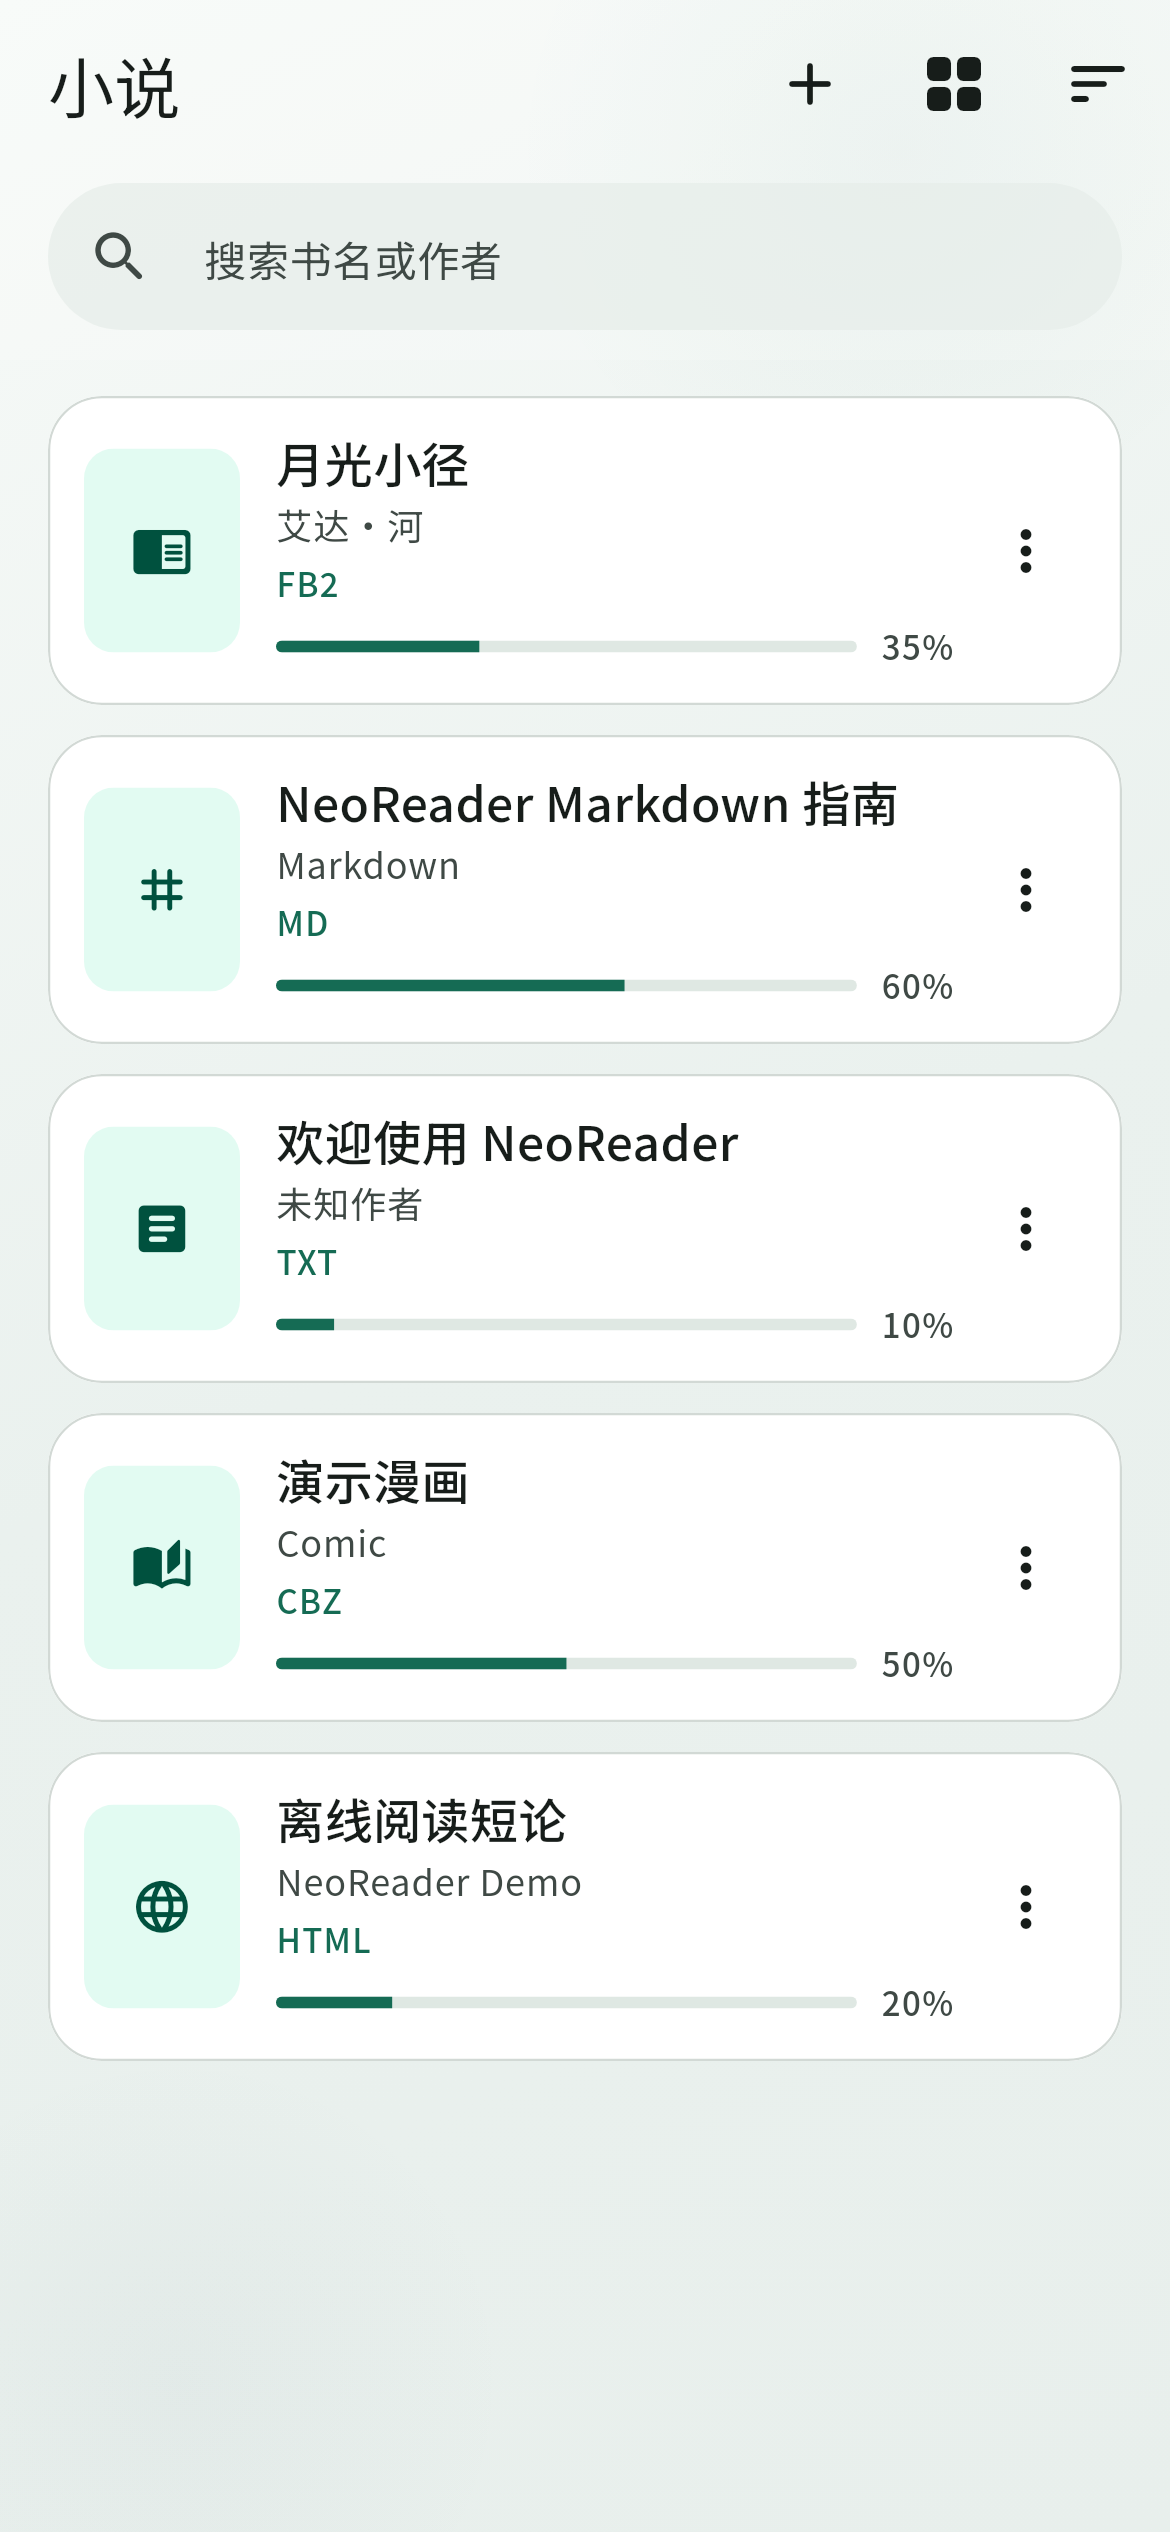 小说
搜索书名或作者
月光小径
艾达·河
FB2
35%
NeoReader Markdown 指南
Markdown
MD
60%
欢迎使用 NeoReader
未知作者
TXT
10%
演示漫画
Comic
CBZ
50%
离线阅读短论
NeoReader Demo
HTML
20%